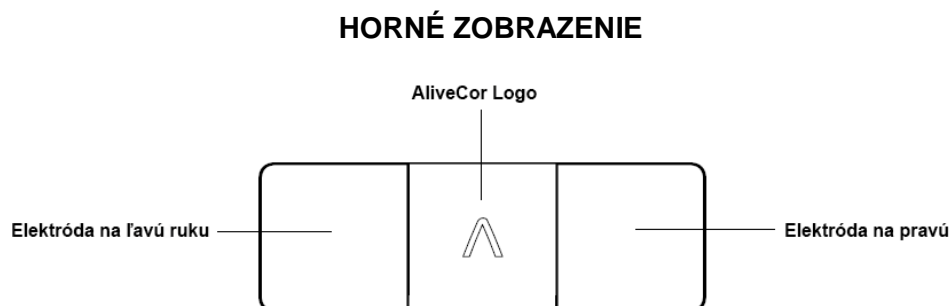 HORNÉ ZOBRAZENIE
AliveCor Logo
Elektróda na ľavú ruku
Elektróda na pravú